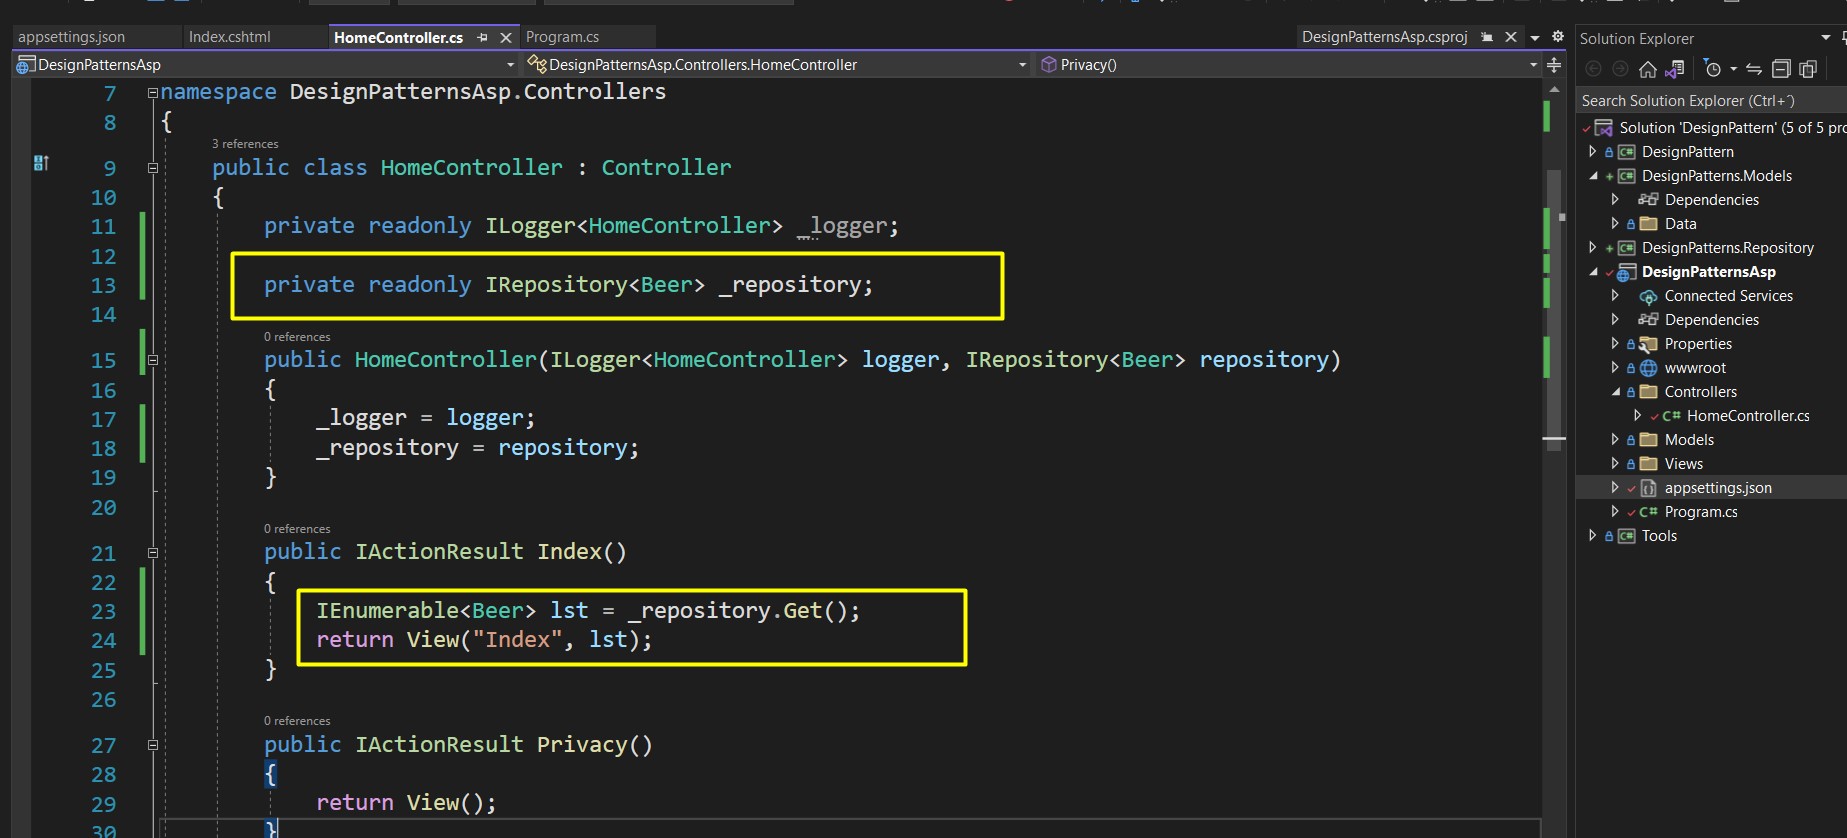 appsettings.json Index.cshtml HomeController.cs Program.cs DesignPatternsAsp.csproj
DesignPatternsAsp DesignPatternsAsp.Controllers.HomeController Privacy()
7 namespace DesignPatternsAsp.Controllers
8 {
3 references
9 public class HomeController : Controller
10 {
11 private readonly ILogger<HomeController> _logger;
12
13 private readonly IRepository<Beer> _repository;
14
0 references
15 public HomeController(ILogger<HomeController> logger, IRepository<Beer> repository)
16 {
17 _logger = logger;
18 _repository = repository;
19 }
20
0 references
21 public IActionResult Index()
22 {
23 IEnumerable<Beer> lst = _repository.Get();
24 return View("Index", lst);
25 }
26
0 references
27 public IActionResult Privacy()
28 {
29 return View();
30 }
Solution Explorer
Search Solution Explorer (Ctrl+´)
Solution 'DesignPattern' (5 of 5 pro
C# DesignPattern
C# DesignPatterns.Models
Dependencies
Data
C# DesignPatterns.Repository
DesignPatternsAsp
Connected Services
Dependencies
Properties
wwwroot
Controllers
C# HomeController.cs
Models
Views
appsettings.json
C# Program.cs
C# Tools